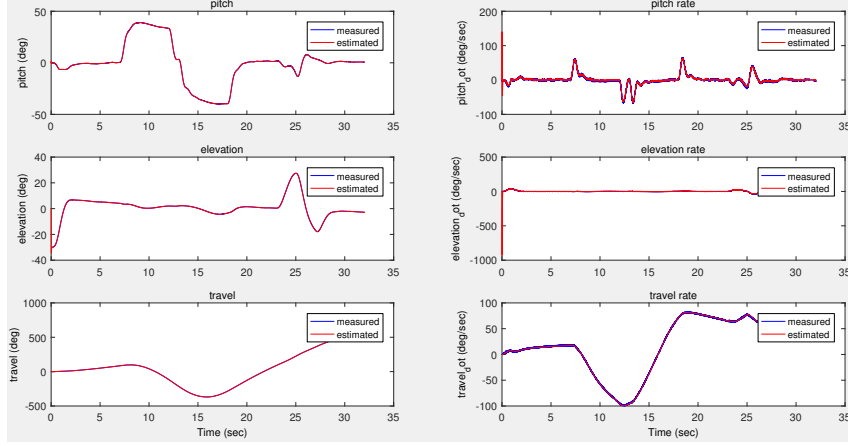 pitch
pitch rate
50
0
-50
pitch (deg)
0 5 10 15 20 25 30 35
Time (sec)
measured
estimated
200
100
0
-100
pitch_dot (deg/sec)
0 5 10 15 20 25 30 35
Time (sec)
measured
estimated
elevation
elevation rate
40
20
0
-20
-40
elevation (deg)
0 5 10 15 20 25 30 35
measured
estimated
500
0
-500
-1000
elevation_dot (deg/sec)
0 5 10 15 20 25 30 35
measured
estimated
travel
travel rate
1000
500
0
-500
travel (deg)
0 5 10 15 20 25 30 35
Time (sec)
measured
estimated
100
50
0
-50
-100
travel_dot (deg/sec)
0 5 10 15 20 25 30 35
Time (sec)
measured
estimated